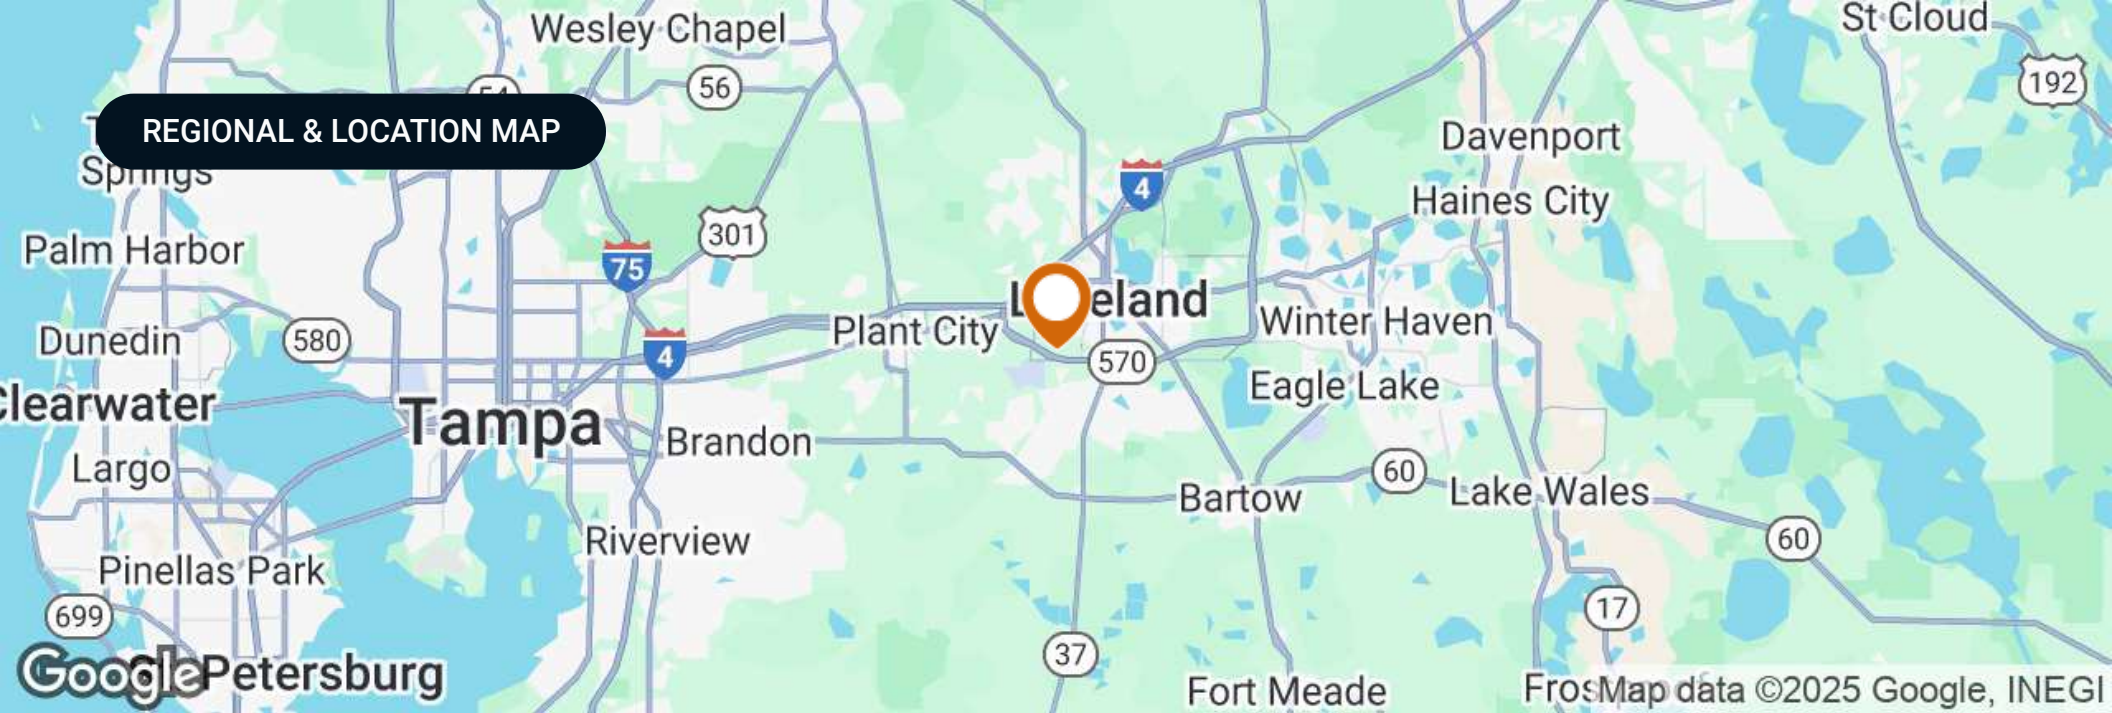 Wesley Chapel
St Cloud
56
192
REGIONAL & LOCATION MAP
Davenport
Springs
4
Haines City
301
Palm Harbor
75
Lakeland
Plant City
Winter Haven
580
Dunedin
4
570
Eagle Lake
Clearwater
Tampa
Brandon
Largo
60
Bartow
Lake Wales
Riverview
60
Pinellas Park
17
699
37
Google
Petersburg
Fort Meade
Map data ©2025 Google, INEGI